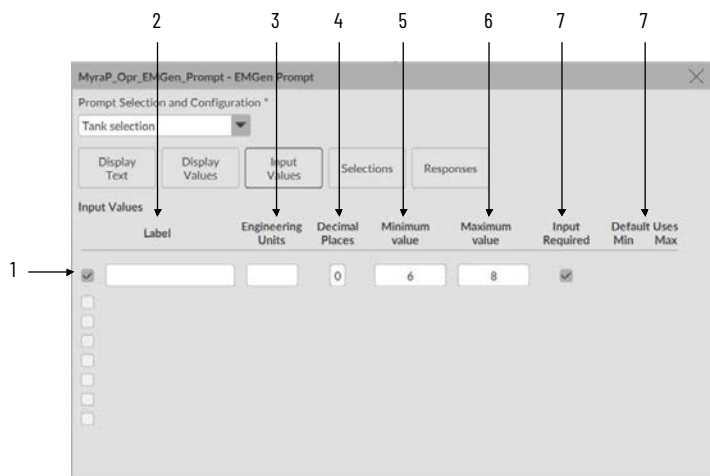 2 3 4 5 6 7 7
MyraP_Opr_EMGen_Prompt - EMGen Prompt
Prompt Selection and Configuration *
Tank selection
Display Text
Display Values
Input Values
Selections
Responses
Input Values
Label
Engineering Units
Decimal Places
Minimum value
Maximum value
Input Required
Default Uses
Min Max
1
0 6 8